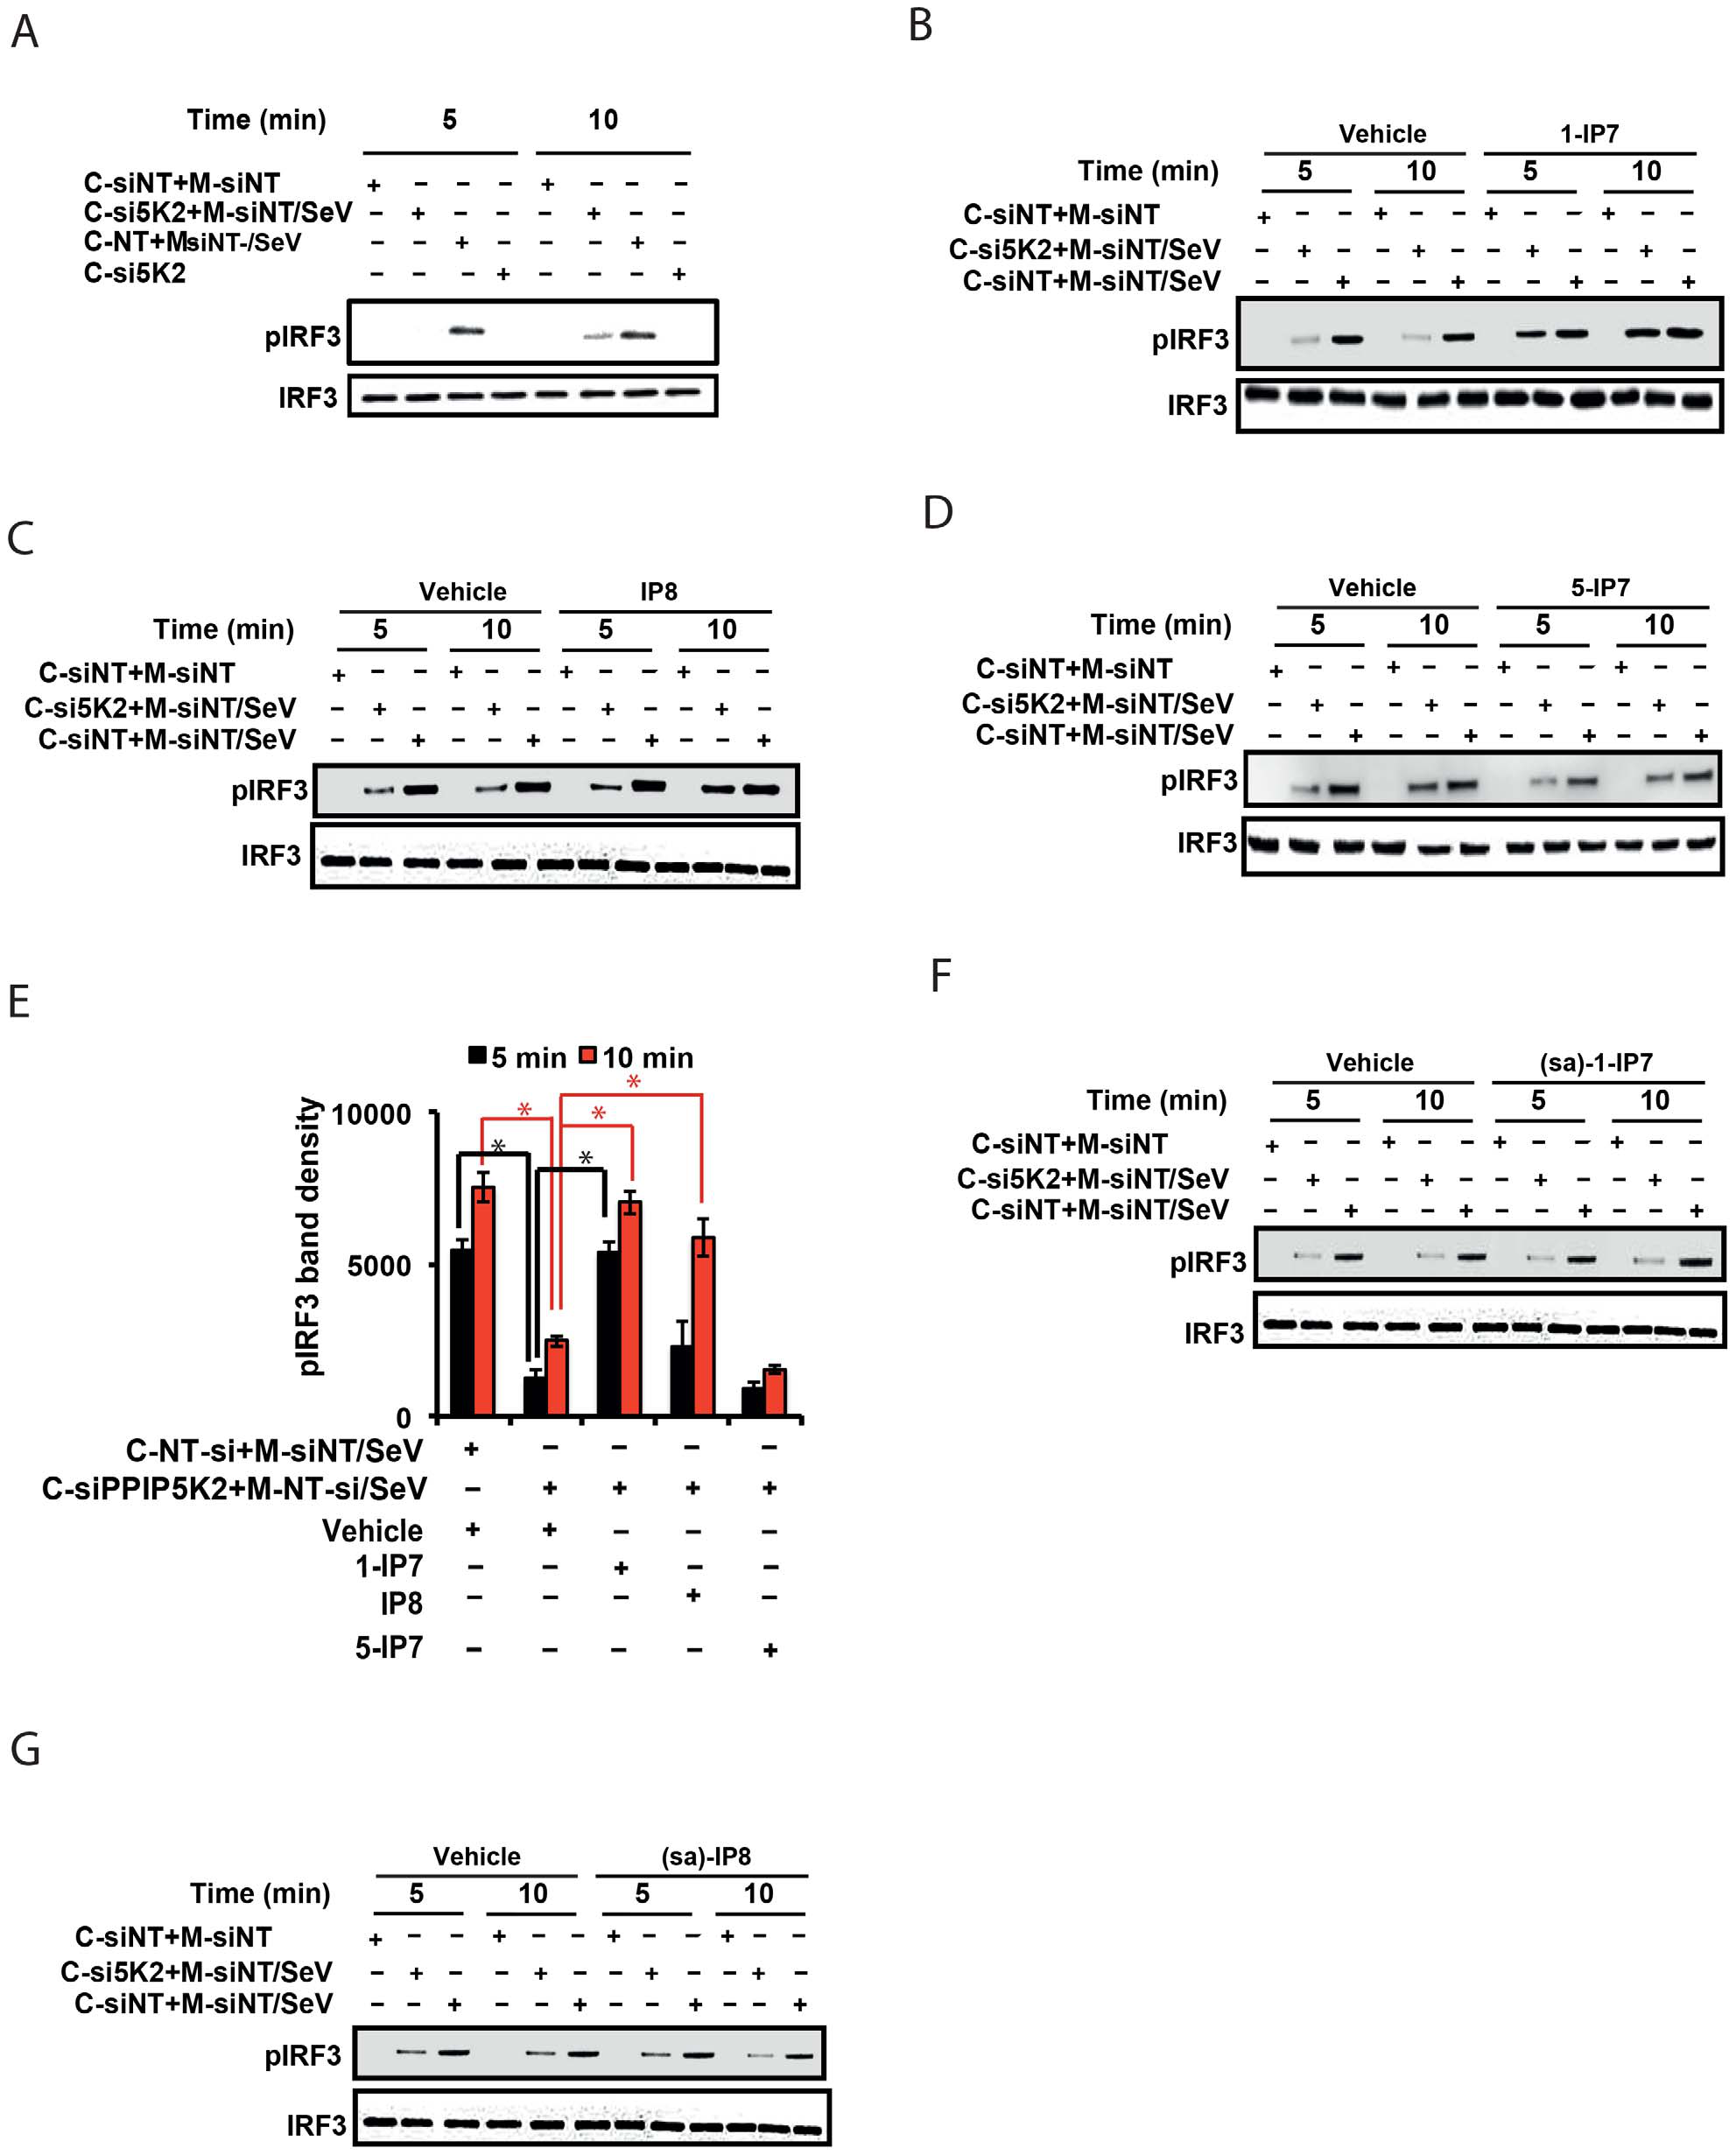 A
Time (min) 5 10
C-siNT+M-siNT + − − − + − − −
C-si5K2+M-siNT/SeV − + − − − + − −
C-NT+MsiNT-/SeV − − + − − − + −
C-si5K2 − − − + − − − +
pIRF3
IRF3
B
Vehicle 1-IP7
Time (min) 5 10 5 10
C-siNT+M-siNT + − − + − − + − − + − −
C-si5K2+M-siNT/SeV − + − − + − − + − − + −
C-siNT+M-siNT/SeV − − + − − + − − + − − +
pIRF3
IRF3
C
Vehicle IP8
Time (min) 5 10 5 10
C-siNT+M-siNT + − − + − − + − − + − −
C-si5K2+M-siNT/SeV − + − − + − − + − − + −
C-siNT+M-siNT/SeV − − + − − + − − + − − +
pIRF3
IRF3
D
Vehicle 5-IP7
Time (min) 5 10 5 10
C-siNT+M-siNT + − − + − − + − − + − −
C-si5K2+M-siNT/SeV − + − − + − − + − − + −
C-siNT+M-siNT/SeV − − + − − + − − + − − +
pIRF3
IRF3
E
5 min 10 min
pIRF3 band density
10000
5000
0
* * * * *
C-NT-si+M-siNT/SeV + − − − −
C-siPPIP5K2+M-NT-si/SeV − + + + +
Vehicle + + − − −
1-IP7 − − + − −
IP8 − − − + −
5-IP7 − − − − +
F
Vehicle (sa)-1-IP7
Time (min) 5 10 5 10
C-siNT+M-siNT + − − + − − + − − + − −
C-si5K2+M-siNT/SeV − + − − + − − + − − + −
C-siNT+M-siNT/SeV − − + − − + − − + − − +
pIRF3
IRF3
G
Vehicle (sa)-IP8
Time (min) 5 10 5 10
C-siNT+M-siNT + − − + − − + − − + − −
C-si5K2+M-siNT/SeV − + − − + − − + − − + −
C-siNT+M-siNT/SeV − − + − − + − − + − − +
pIRF3
IRF3